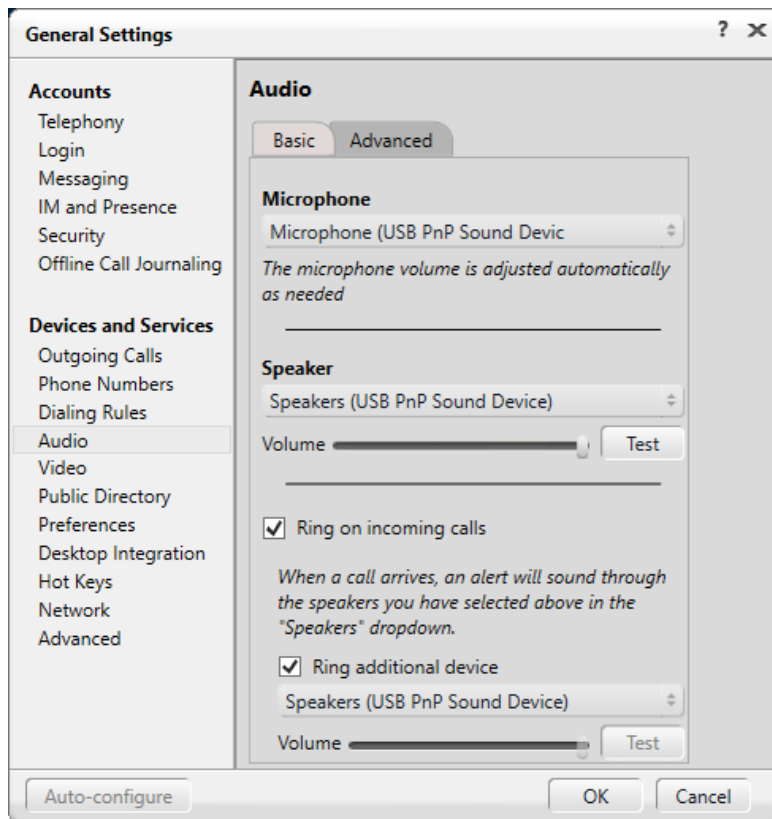 General Settings
?
Accounts
Telephony
Login
Messaging
IM and Presence
Security
Offline Call Journaling
Devices and Services
Outgoing Calls
Phone Numbers
Dialing Rules
Audio
Video
Public Directory
Preferences
Desktop Integration
Hot Keys
Network
Advanced
Audio
Basic Advanced
Microphone
Microphone (USB PnP Sound Devic
The microphone volume is adjusted automatically
as needed
Speaker
Speakers (USB PnP Sound Device)
Volume Test
Ring on incoming calls
When a call arrives, an alert will sound through
the speakers you have selected above in the
"Speakers" dropdown.
Ring additional device
Speakers (USB PnP Sound Device)
Volume Test
Auto-configure OK Cancel